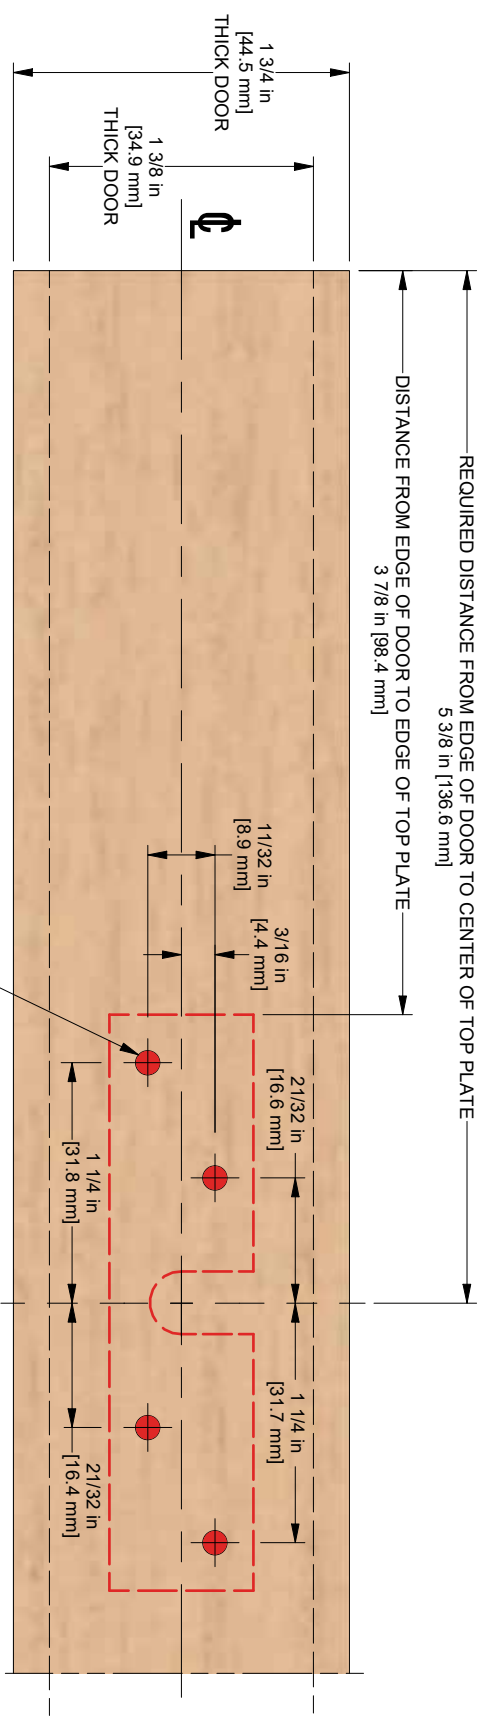 REQUIRED DISTANCE FROM EDGE OF DOOR TO CENTER OF TOP PLATE
5 3/8 in [136.6 mm]
DISTANCE FROM EDGE OF DOOR TO EDGE OF TOP PLATE
3 7/8 in [98.4 mm]
1 3/4 in
[44.5 mm]
THICK DOOR
1 3/8 in
[34.9 mm]
THICK DOOR
CL
11/32 in
[8.9 mm]
3/16 in
[4.4 mm]
21/32 in
[16.6 mm]
1 1/4 in
[31.7 mm]
1 1/4 in
[31.8 mm]
21/32 in
[16.4 mm]